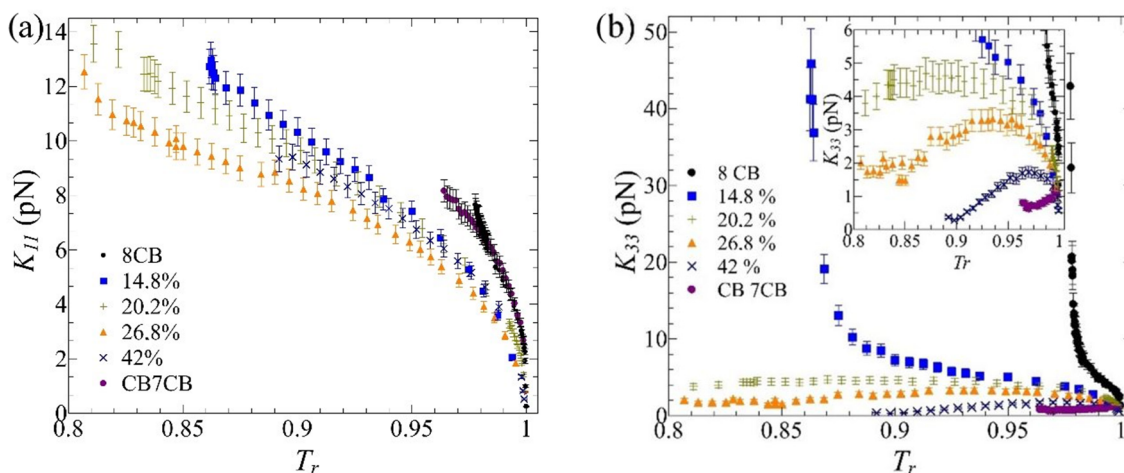 (a)
14
12
10
8
6
4
2
0
K11 (pN)
8CB
14.8%
20.2%
26.8%
42%
CB7CB
0.8 0.85 0.9 0.95 1
Tr
(b)
50
40
30
20
10
0
K33 (pN)
8 CB
14.8 %
20.2 %
26.8 %
42 %
CB 7CB
6
5
4
3
2
1
0
K33 (pN)
0.8 0.85 0.90 0.95 1
Tr
0.8 0.85 0.9 0.95 1
Tr